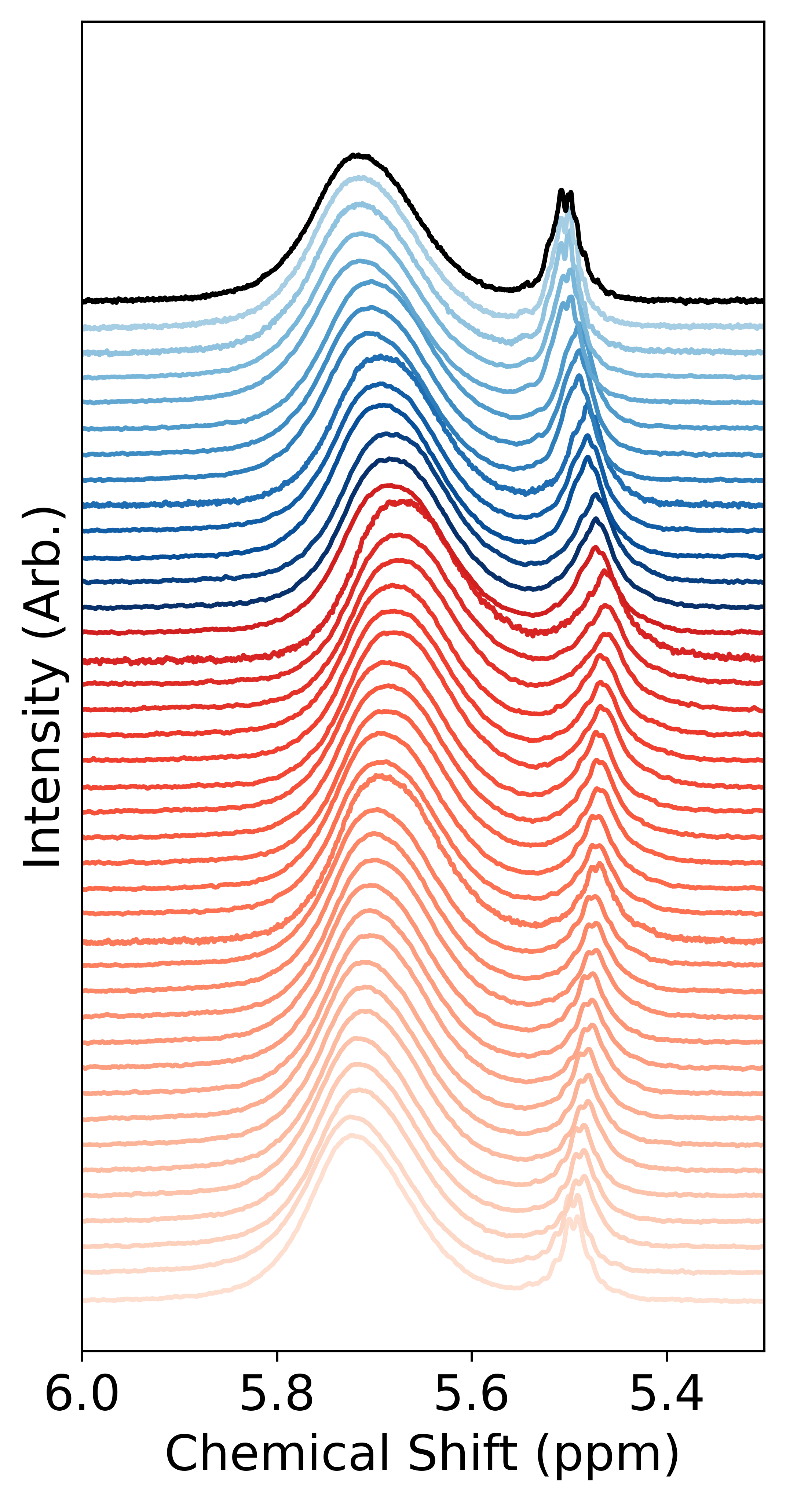 Intensity (Arb.)
6.0 5.8 5.6 5.4
Chemical Shift (ppm)